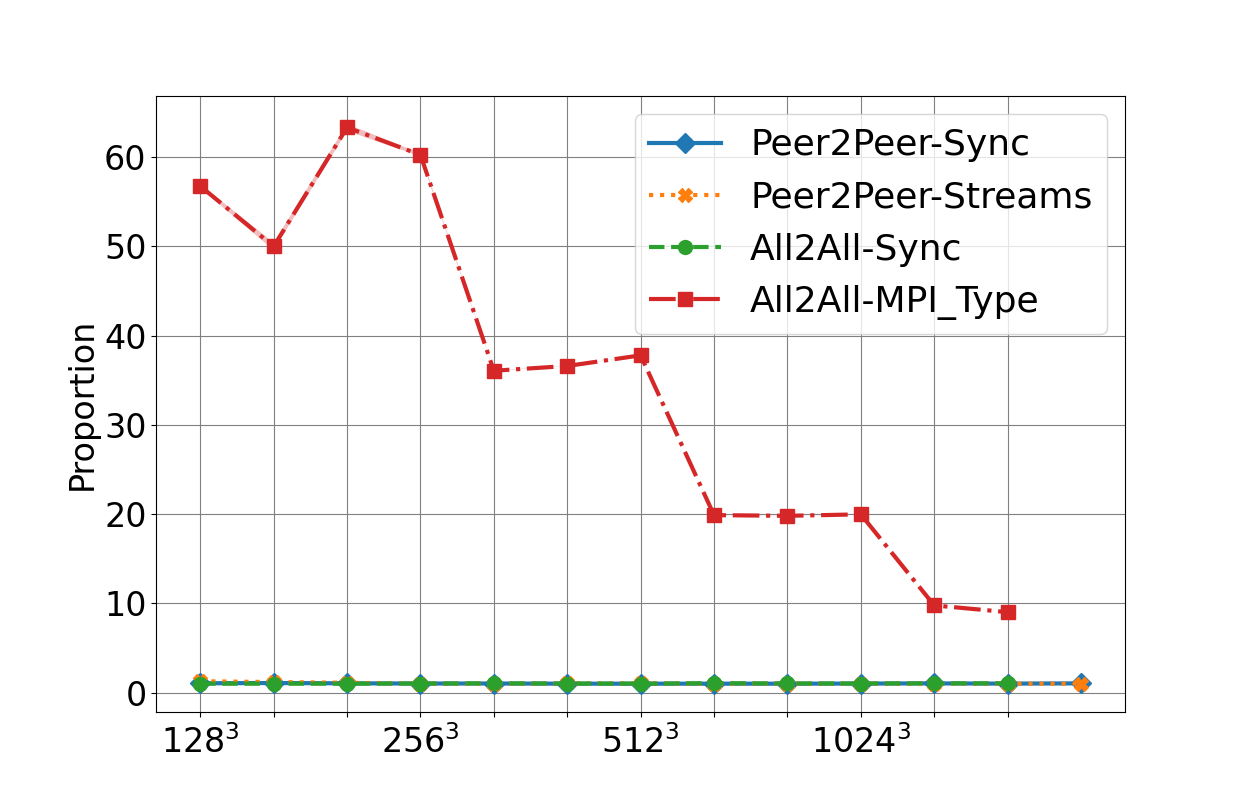 Proportion
60
50
40
30
20
10
0
128³
256³
512³
1024³
Peer2Peer-Sync
Peer2Peer-Streams
All2All-Sync
All2All-MPI_Type